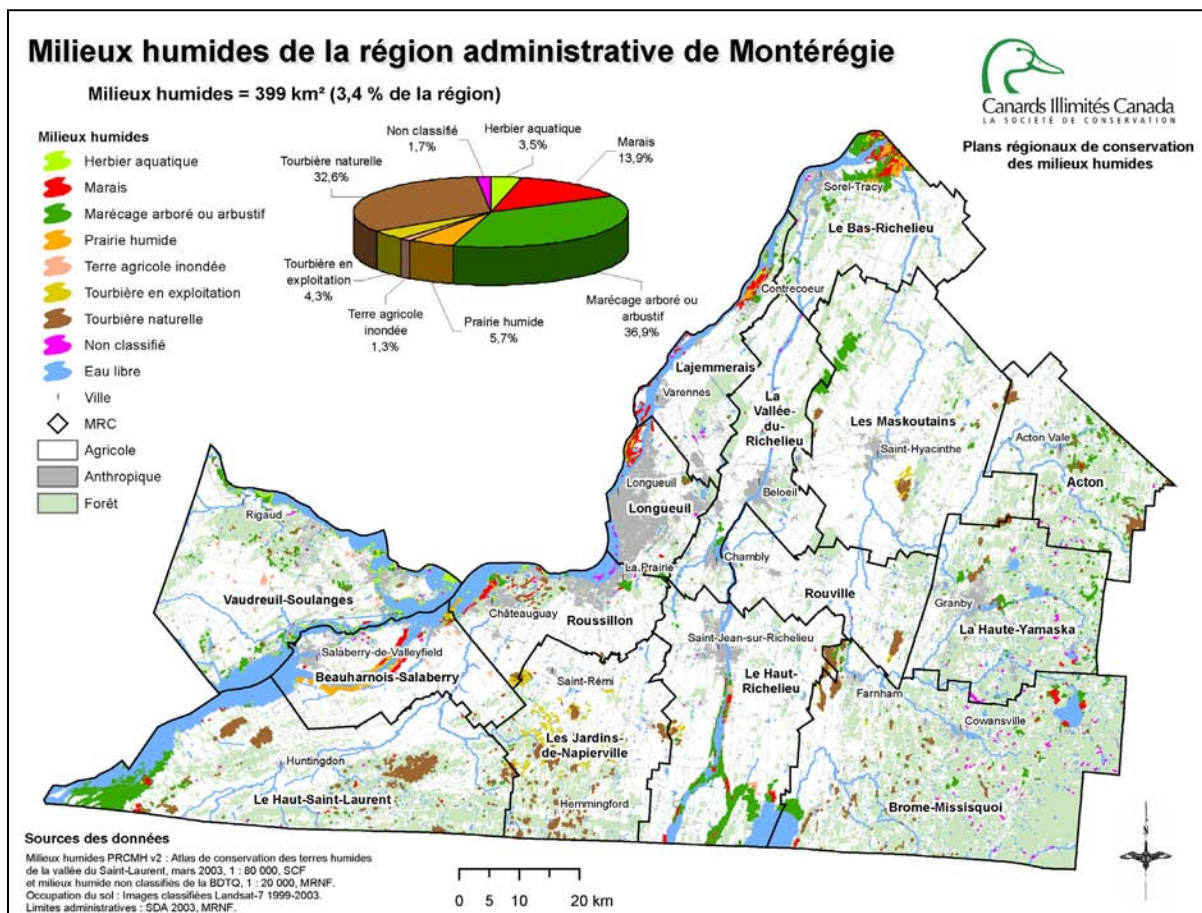 Milieux humides de la région administrative de Montérégie
Milieux humides = 399 km² (3,4 % de la région)
Canards Illimités Canada
LA SOCIÉTÉ DE CONSERVATION
Plans régionaux de conservation
des milieux humides
Milieux humides
Herbier aquatique
Marais
Marécage arboré ou arbustif
Prairie humide
Terre agricole inondée
Tourbière en exploitation
Tourbière naturelle
Non classifié
Eau libre
Ville
MRC
Agricole
Anthropique
Forêt
Non classifié
1,7%
Herbier aquatique
3,5%
Marais
13,9%
Tourbière naturelle
32,6%
Tourbière en
exploitation
4,3%
Terre agricole
inondée
1,3%
Prairie humide
5,7%
Marécage arboré ou
arbustif
36,9%
Sorel-Tracy
Le Bas-Richelieu
Contrecoeur
Lajemmerais
Varennes
La
Vallée-
du-
Richelieu
Les Maskoutains
Saint-Hyacinthe
Acton Vale
Acton
Longueuil
Longueuil
Beloeil
Rigaud
La Prairie
Chambly
Vaudreuil-Soulanges
Châteauguay
Roussillon
Rouville
Granby
La Haute-Yamaska
Salaberry-de-Valleyfield
Beauharnois-Salaberry
Saint-Jean-sur-Richelieu
Saint-Rémi
Le Haut-
Richelieu
Farnham
Cowansville
Les Jardins-
de-Napierville
Huntingdon
Le Haut-Saint-Laurent
Hemmingford
Brome-Missisquoi
Sources des données
Milieux humides PRCMH v2 : Atlas de conservation des terres humides
de la vallée du Saint-Laurent, mars 2003, 1 : 80 000, SCF
et milieux humide non classifiés de la BDTQ, 1 : 20 000, MRNF.
Occupation du sol : Images classifiées Landsat-7 1999-2003.
Limites administratives : SDA 2003, MRNF.
0 5 10 20 km
N